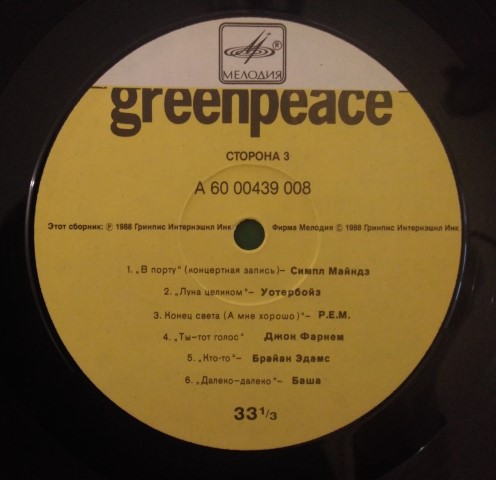 МЕЛОДИЯ
greenpeace
СТОРОНА 3
А 60 00439 008
Этот сборник: Ⓟ 1988 Гринпис Интернэшнл Инк Фирма Мелодия Ⓒ 1988 Гринпис Интернэшнл Инк
1. „В порту" (концертная запись)– Симпл Майндз
2. „Луна целиком"– Уотербойз
3. Конец света (А мне хорошо)"– Р.Е.М.
4. „Ты–тот голос" Джон Фарнем
5. „Кто-то"– Брайан Эдамс
6. „Далеко-далеко"– Баша
33 1/3